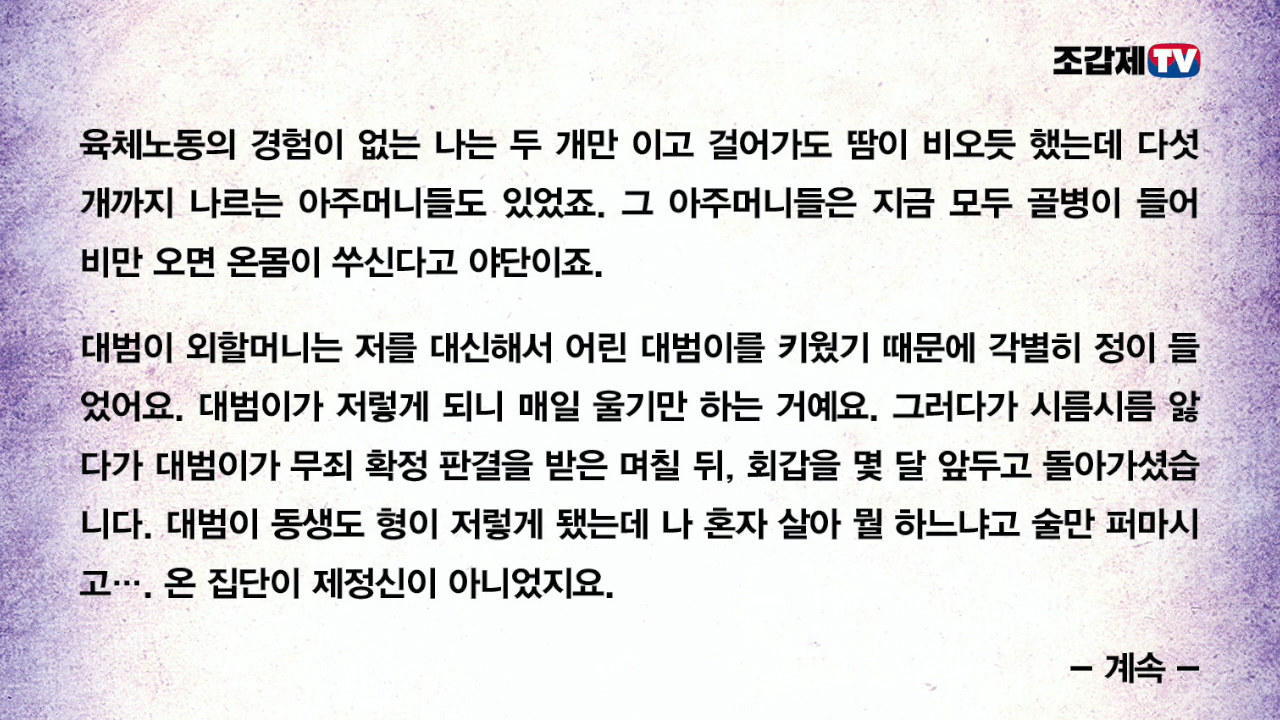 조갑제TV
육체노동의 경험이 없는 나는 두 개만 이고 걸어가도 땀이 비오듯 했는데 다섯
개까지 나르는 아주머니들도 있었죠. 그 아주머니들은 지금 모두 골병이 들어
비만 오면 온몸이 쑤신다고 야단이죠.
대범이 외할머니는 저를 대신해서 어린 대범이를 키웠기 때문에 각별히 정이 들
었어요. 대범이가 저렇게 되니 매일 울기만 하는 거예요. 그러다가 시름시름 앓
다가 대범이가 무죄 확정 판결을 받은 며칠 뒤, 회갑을 몇 달 앞두고 돌아가셨습
니다. 대범이 동생도 형이 저렇게 됐는데 나 혼자 살아 뭘 하느냐고 술만 퍼마시
고…. 온 집단이 제정신이 아니었지요.
– 계속 –